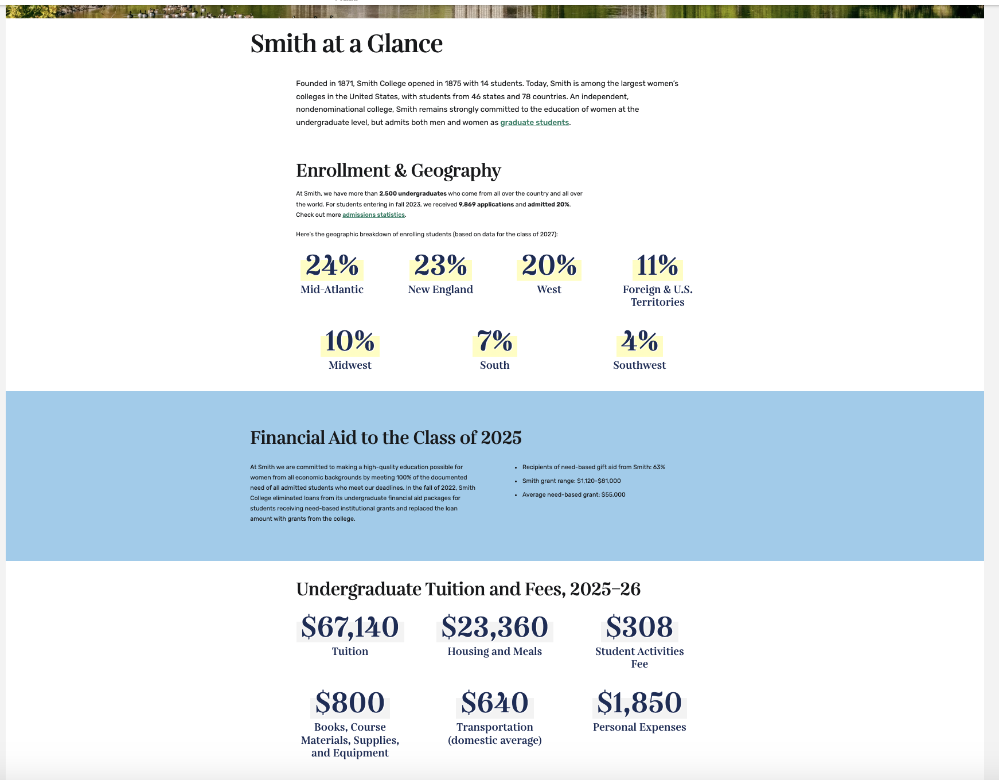 Smith at a Glance
Founded in 1871, Smith College opened in 1875 with 14 students. Today, Smith is among the largest women's
colleges in the United States, with students from 46 states and 78 countries. An independent,
nondenominational college, Smith remains strongly committed to the education of women at the
undergraduate level, but admits both men and women as graduate students.
Enrollment & Geography
At Smith, we have more than 2,500 undergraduates who come from all over the country and all over
the world. For students entering in fall 2023, we received 9,869 applications and admitted 20%.
Check out more admissions statistics.
Here's the geographic breakdown of enrolling students (based on data for the class of 2027):
24%
Mid-Atlantic
23%
New England
20%
West
11%
Foreign & U.S.
Territories
10%
Midwest
7%
South
4%
Southwest
Financial Aid to the Class of 2025
At Smith we are committed to making a high-quality education possible for
women from all economic backgrounds by meeting 100% of the documented
need of all admitted students who meet our deadlines. In the fall of 2022, Smith
College eliminated loans from its undergraduate financial aid packages for
students receiving need-based institutional grants and replaced the loan
amount with grants from the college.
• Recipients of need-based gift aid from Smith: 63%
• Smith grant range: $1,120-$81,000
• Average need-based grant: $55,000
Undergraduate Tuition and Fees, 2025–26
$67,140
Tuition
$23,360
Housing and Meals
$308
Student Activities
Fee
$800
Books, Course
Materials, Supplies,
and Equipment
$640
Transportation
(domestic average)
$1,850
Personal Expenses